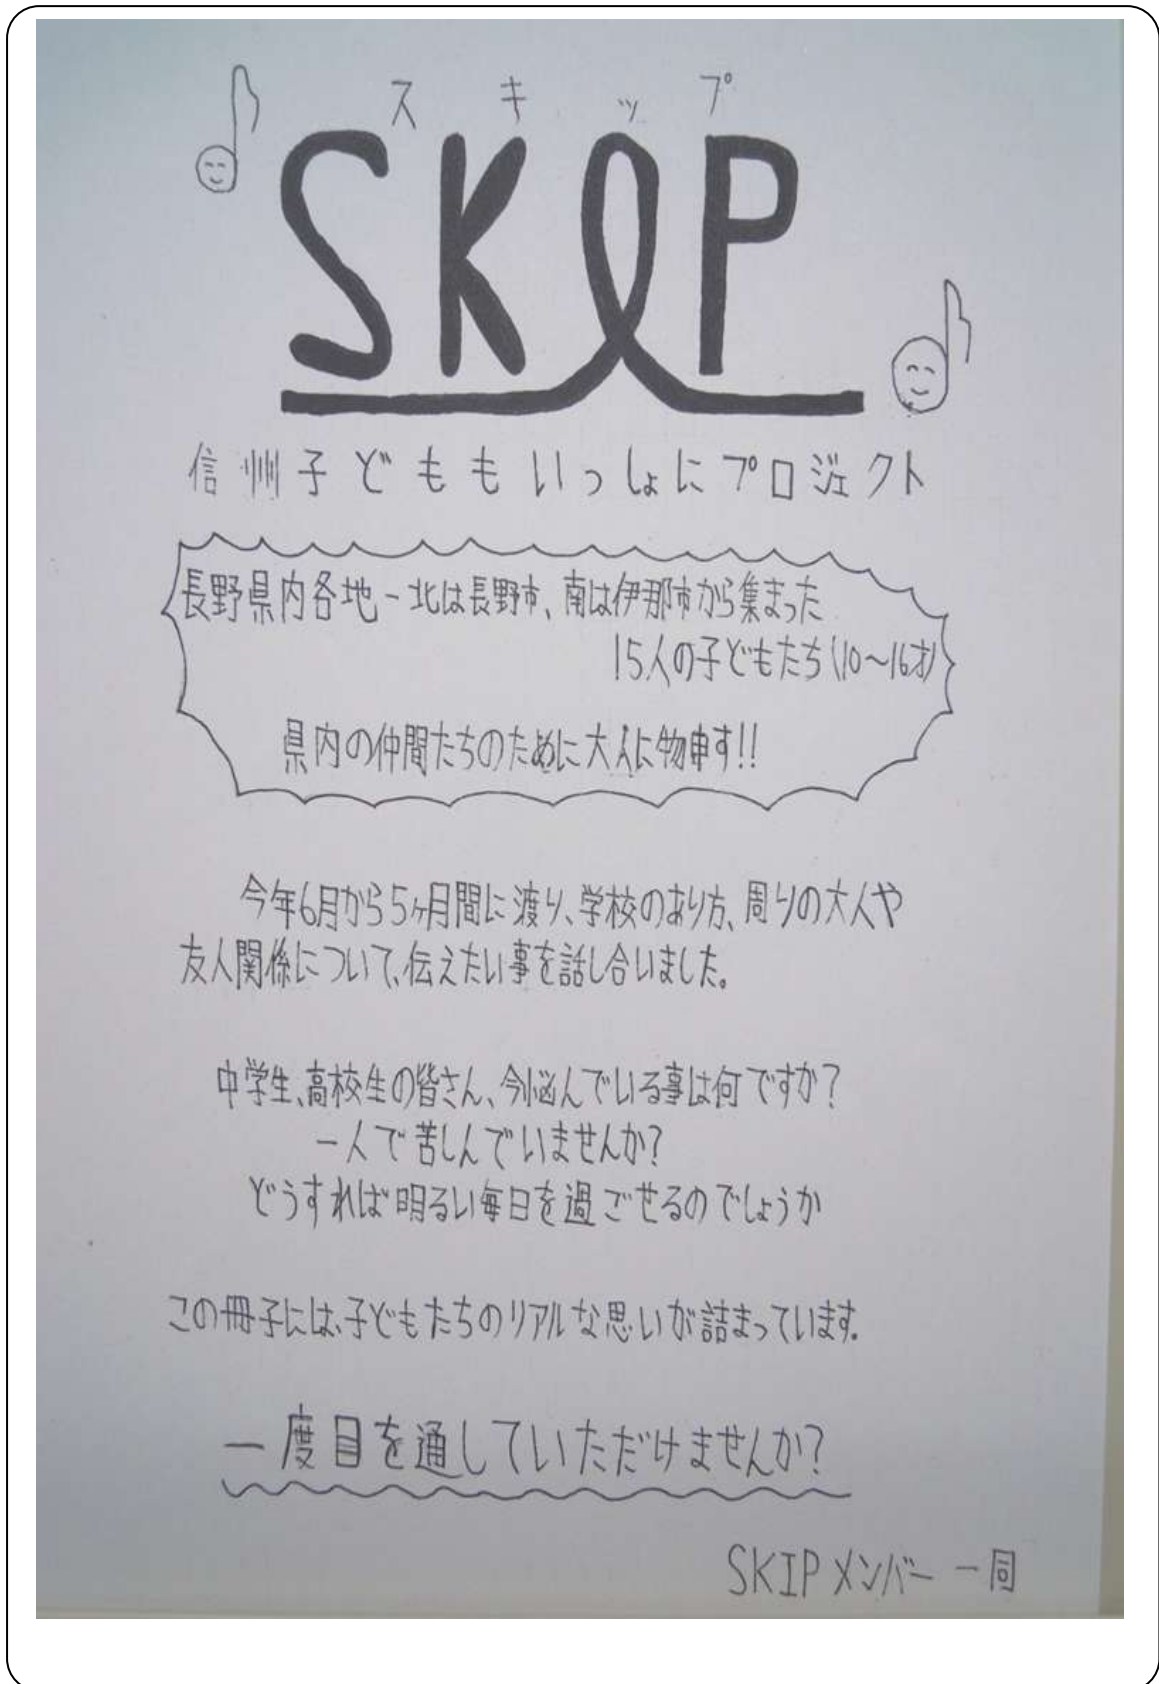 スキップ
SKIP
信州子どももいっしょにプロジェクト
長野県内各地-北は長野市、南は伊那市から集まった
15人の子どもたち(10～16才)
県内の仲間たちのために大人に物申す!!
今年6月から5ヶ月間に渡り、学校のあり方、周りの大人や
友人関係について、伝えたい事を話し合いました。
中学生、高校生の皆さん、今悩んでいる事は何ですか?
一人で苦しんでいませんか?
どうすれば明るい毎日を過ごせるのでしょうか
この冊子には、子どもたちのリアルな思いが詰まっています。
一度目を通していただけませんか?
SKIPメンバー一同